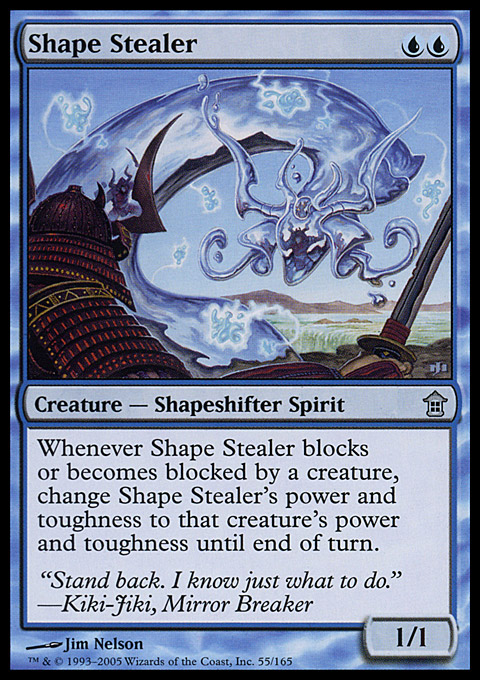 Shape Stealer
Creature — Shapeshifter Spirit
Whenever Shape Stealer blocks
or becomes blocked by a creature,
change Shape Stealer's power and
toughness to that creature's power
and toughness until end of turn.
"Stand back. I know just what to do."
—Kiki-Jiki, Mirror Breaker
1/1
Jim Nelson
™ & © 1993–2005 Wizards of the Coast, Inc. 55/165